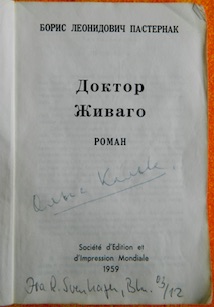 БОРИС ЛЕОНИДОВИЧ ПАСТЕРНАК
Доктор
Живаго
РОМАН
Société d'Edition et
d'Impression Mondiale
1959